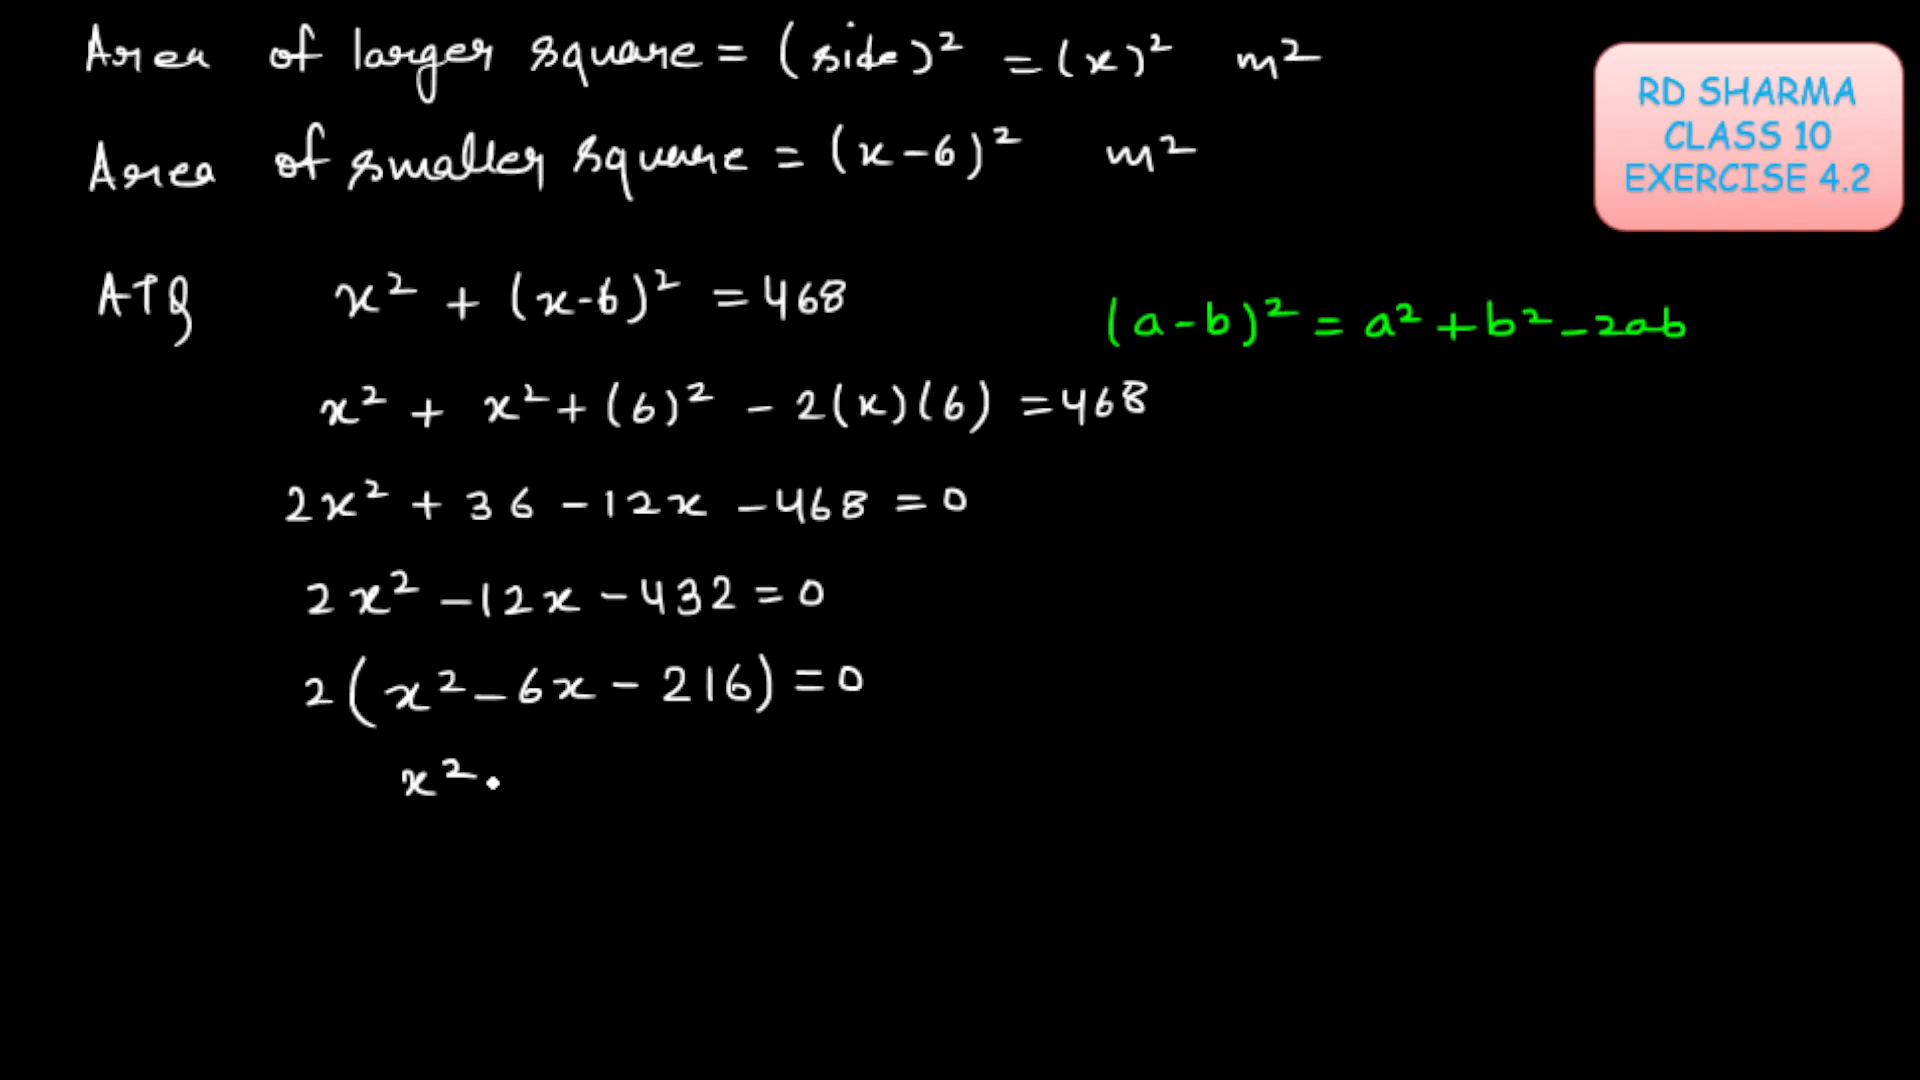 Area of larger square = (side)² = (x)² m²
Area of smaller square = (x-6)² m²
RD SHARMA
CLASS 10
EXERCISE 4.2
ATQ x² + (x-6)² = 468
(a-b)² = a² + b² - 2ab
x² + x² + (6)² - 2(x)(6) = 468
2x² + 36 - 12x - 468 = 0
2x² - 12x - 432 = 0
2(x² - 6x - 216) = 0
x²